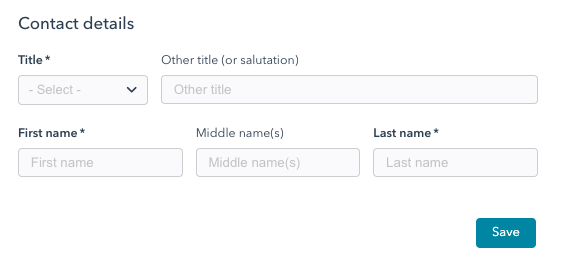 Contact details
Title * Other title (or salutation)
- Select - Other title
First name * Middle name(s) Last name *
First name Middle name(s) Last name
Save